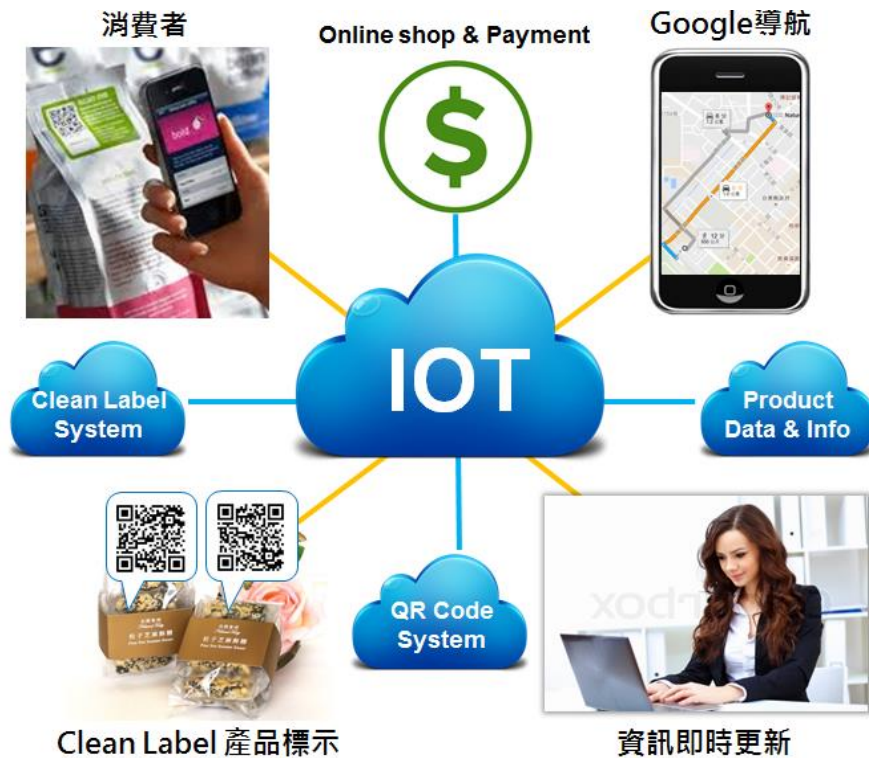 消費者
Online shop & Payment
Google導航
bold
IOT
Clean Label
System
Product
Data & Info
QR Code
System
Clean Label 產品標示
資訊即時更新